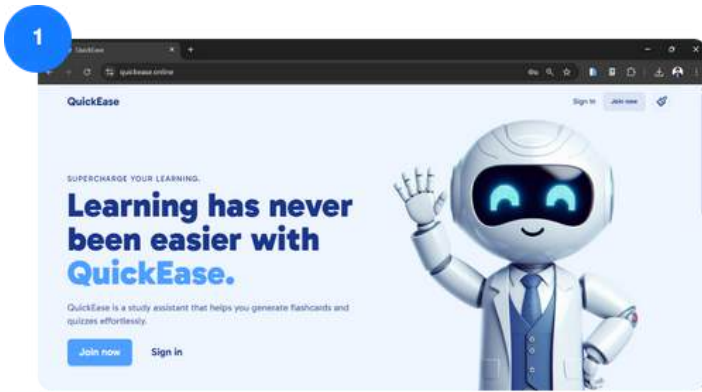 1
QuickEase
quickease.online
QuickEase
Sign in
Join now
SUPERCHARGE YOUR LEARNING.
Learning has never
been easier with
QuickEase.
QuickEase is a study assistant that helps you generate flashcards and
quizzes effortlessly.
Join now
Sign in